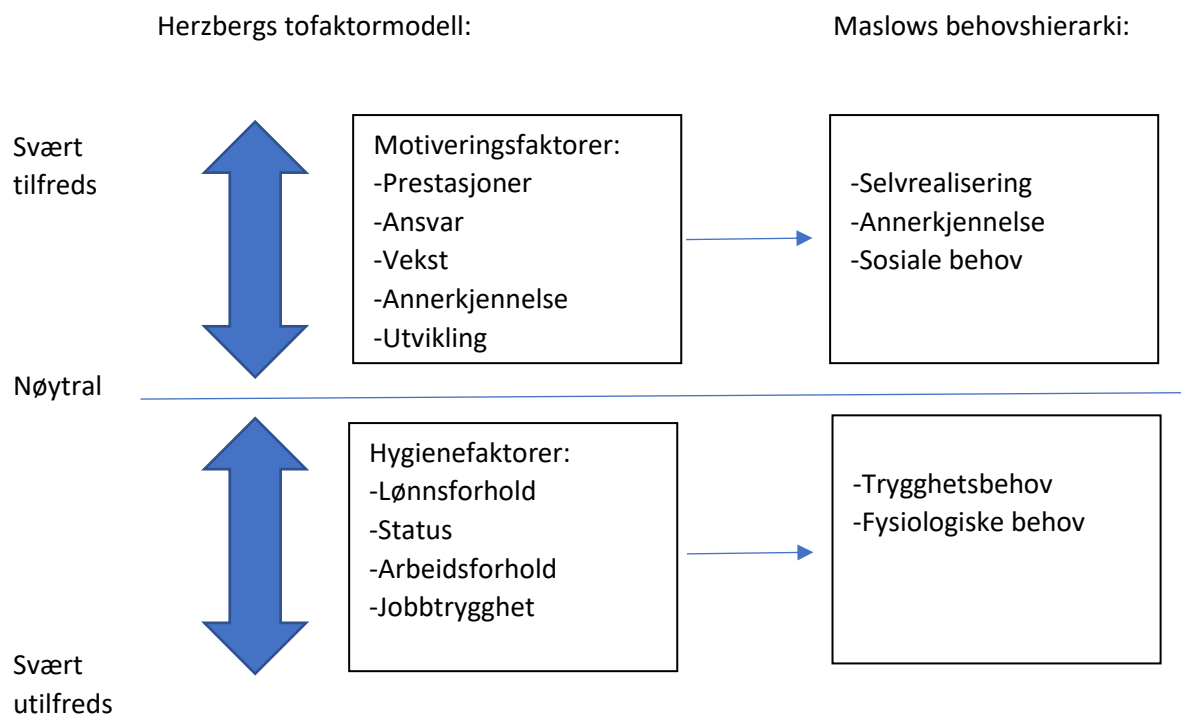 Herzbergs tofaktormodell:
Maslows behovshierarki:
Svært
tilfreds
Motiveringsfaktorer:
-Prestasjoner
-Ansvar
-Vekst
-Annerkjennelse
-Utvikling
-Selvrealisering
-Annerkjennelse
-Sosiale behov
Nøytral
Hygienefaktorer:
-Lønnsforhold
-Status
-Arbeidsforhold
-Jobbtrygghet
-Trygghetsbehov
-Fysiologiske behov
Svært
utilfreds